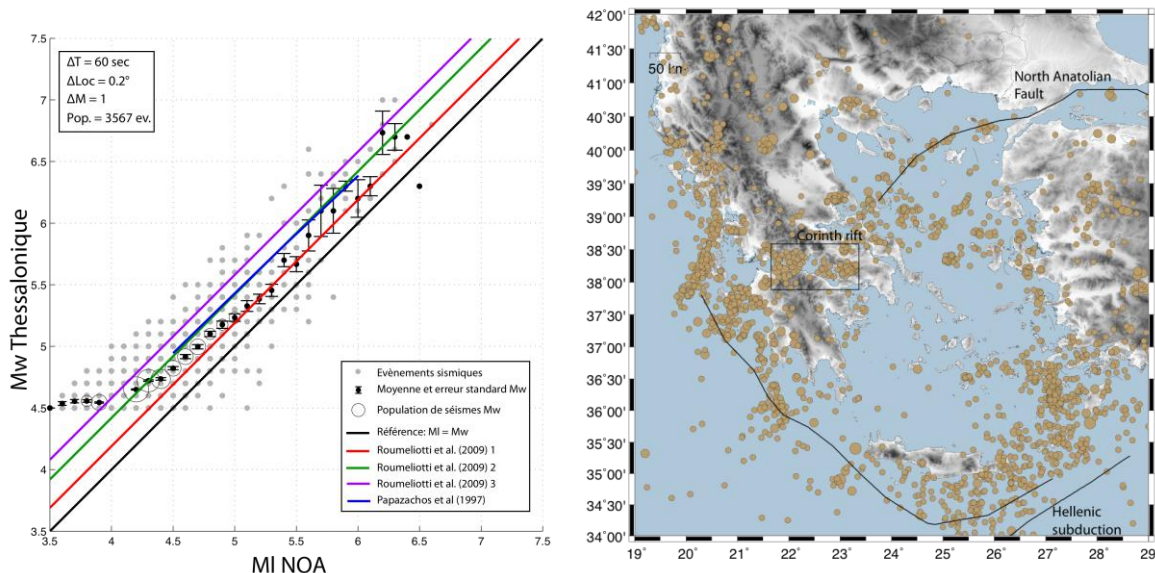 ΔT = 60 sec
ΔLoc = 0.2°
ΔM = 1
Pop. = 3567 ev.
7.5
7
6.5
6
5.5
5
4.5
4
3.5
Mw Thessalonique
Evènements sismiques
Moyenne et erreur standard Mw
Population de séismes Mw
Référence: Ml = Mw
Roumeliotti et al. (2009) 1
Roumeliotti et al. (2009) 2
Roumeliotti et al. (2009) 3
Papazachos et al (1997)
3.5 4 4.5 5 5.5 6 6.5 7 7.5
Ml NOA
42°00'
41°30'
41°00'
40°30'
40°00'
39°30'
39°00'
38°30'
38°00'
37°30'
37°00'
36°30'
36°00'
35°30'
35°00'
34°30'
34°00'
50 km
North Anatolian
Fault
Corinth rift
Hellenic
subduction
19° 20° 21° 22° 23° 24° 25° 26° 27° 28° 29°